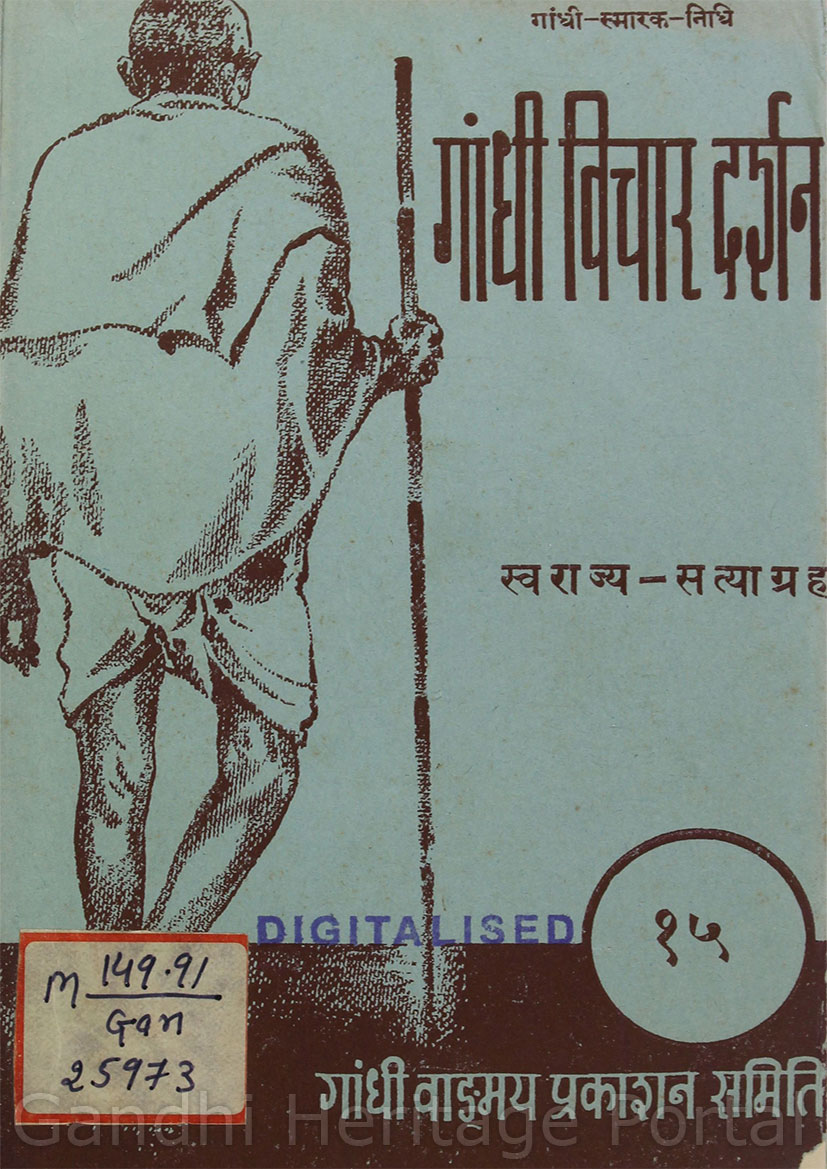 गांधी-स्मारक-निधि
गांधी विचार दर्शन
स्वराज्य - सत्याग्रह
DIGITALISED
१५
M 149.91
Gan
25973
गांधी वाङ्मय प्रकाशन समिति
Gandhi Heritage Portal